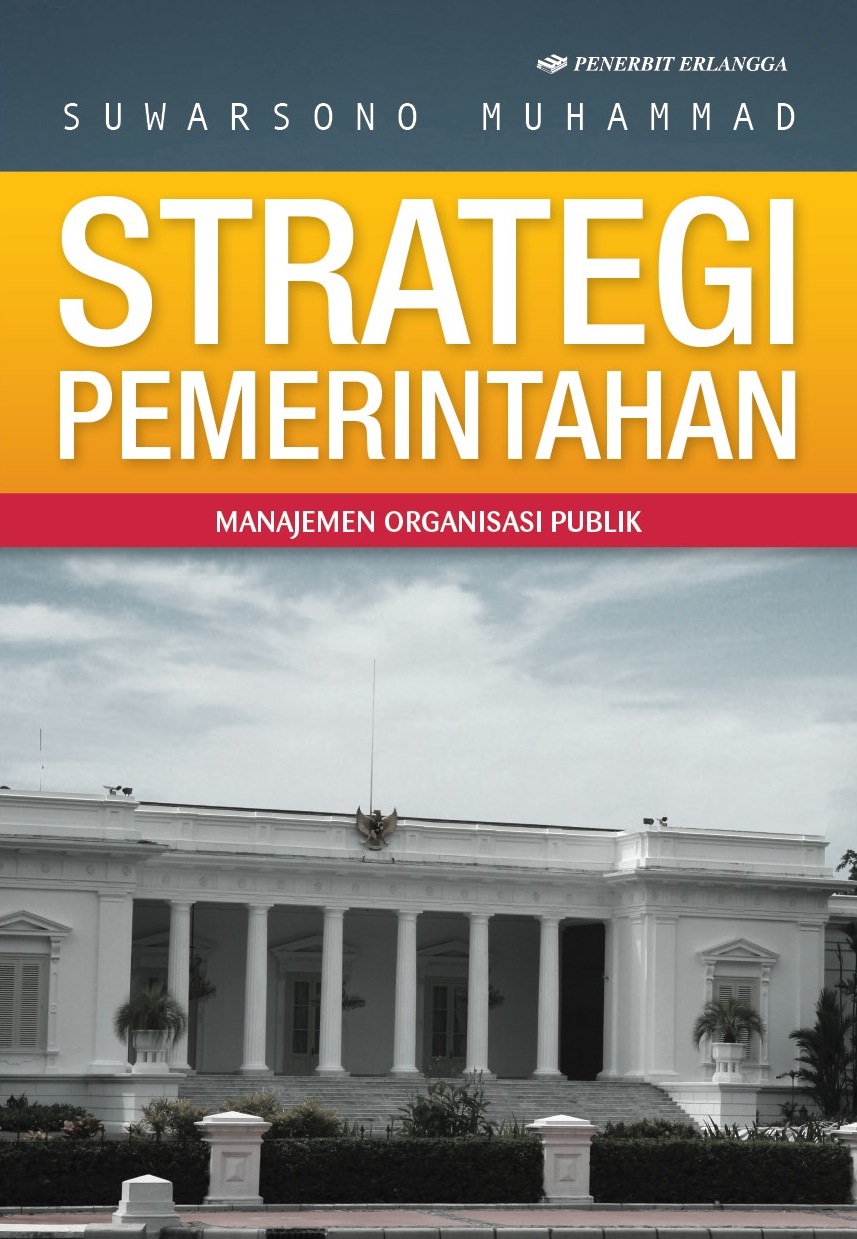 PENERBIT ERLANGGA
SUWARSONO MUHAMMAD
STRATEGI
PEMERINTAHAN
MANAJEMEN ORGANISASI PUBLIK